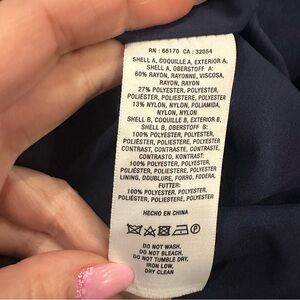 RN : 66170 CA : 32054
SHELL A, COQUILLE A, EXTERIOR A,
SHELL A, OBERSTOFF A:
60% RAYON, RAYONNE, VISCOSA,
RAYON, RAYON
27% POLYESTER, POLYESTER,
POLIÉSTER, POLIESTERE, POLYESTER
13% NYLON, NYLON, POLIAMIDA,
NYLON, NYLON
SHELL B, COQUILLE B, EXTERIOR B,
SHELL B, OBERSTOFF B:
100% POLYESTER, POLYESTER,
POLIÉSTER, POLIESTERE, POLYESTER
CONTRAST, CONTRASTE, CONTRASTE,
CONTRASTO, KONTRAST:
100% POLYESTER, POLYESTER,
POLIÉSTER, POLIESTERE, POLYESTER
LINING, DOUBLURE, FORRO, FODERA,
FUTTER:
100% POLYESTER, POLYESTER,
POLIÉSTER, POLIESTERE, POLYESTER
HECHO EN CHINA
DO NOT WASH,
DO NOT BLEACH,
DO NOT TUMBLE DRY,
IRON LOW,
DRY CLEAN